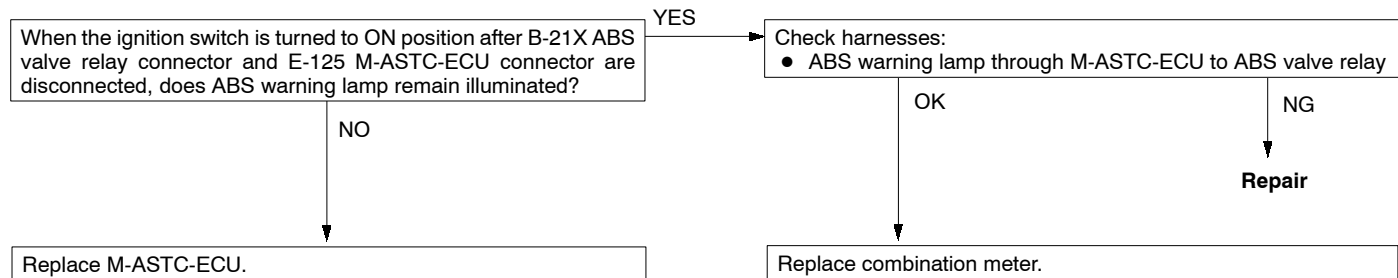 YES
When the ignition switch is turned to ON position after B-21X ABS
valve relay connector and E-125 M-ASTC-ECU connector are
disconnected, does ABS warning lamp remain illuminated?
Check harnesses:
● ABS warning lamp through M-ASTC-ECU to ABS valve relay
NO
OK
NG
Repair
Replace M-ASTC-ECU.
Replace combination meter.